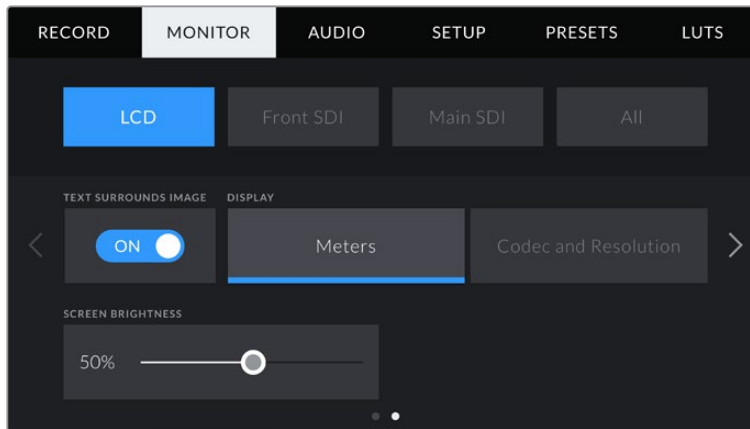 RECORD MONITOR AUDIO SETUP PRESETS LUTS
LCD Front SDI Main SDI All
TEXT SURROUNDS IMAGE DISPLAY
ON Meters Codec and Resolution
SCREEN BRIGHTNESS
50%